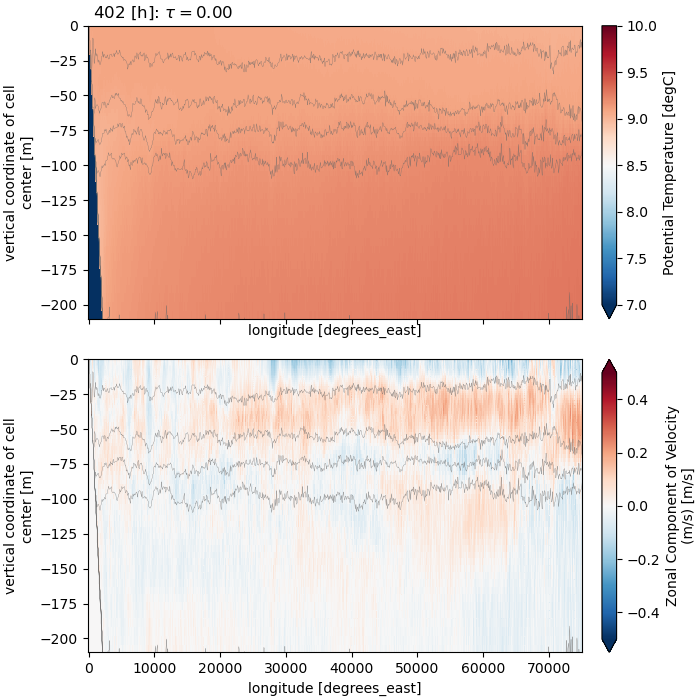 402 [h]: τ = 0.00
0
−25
−50
−75
−100
−125
−150
−175
−200
vertical coordinate of cell
center [m]
longitude [degrees_east]
10.0
9.5
9.0
8.5
8.0
7.5
7.0
Potential Temperature [degC]
0
−25
−50
−75
−100
−125
−150
−175
−200
vertical coordinate of cell
center [m]
0 10000 20000 30000 40000 50000 60000 70000
longitude [degrees_east]
0.4
0.2
0.0
−0.2
−0.4
Zonal Component of Velocity
(m/s) [m/s]